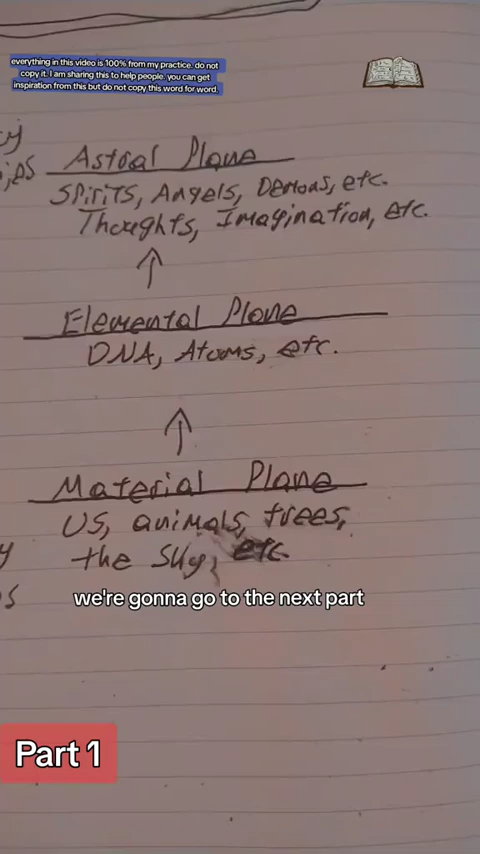 everything in this video is 100% from my practice. do not
copy it. I am sharing this to help people. you can get
inspiration from this but do not copy this word for word.
Astral Plane
Spirits, Angels, Demons, etc.
Thoughts, Imagination, etc.
Elemental Plane
DNA, Atoms, etc.
Material Plane
US, animals, trees,
the sky, etc
we're gonna go to the next part
Part 1